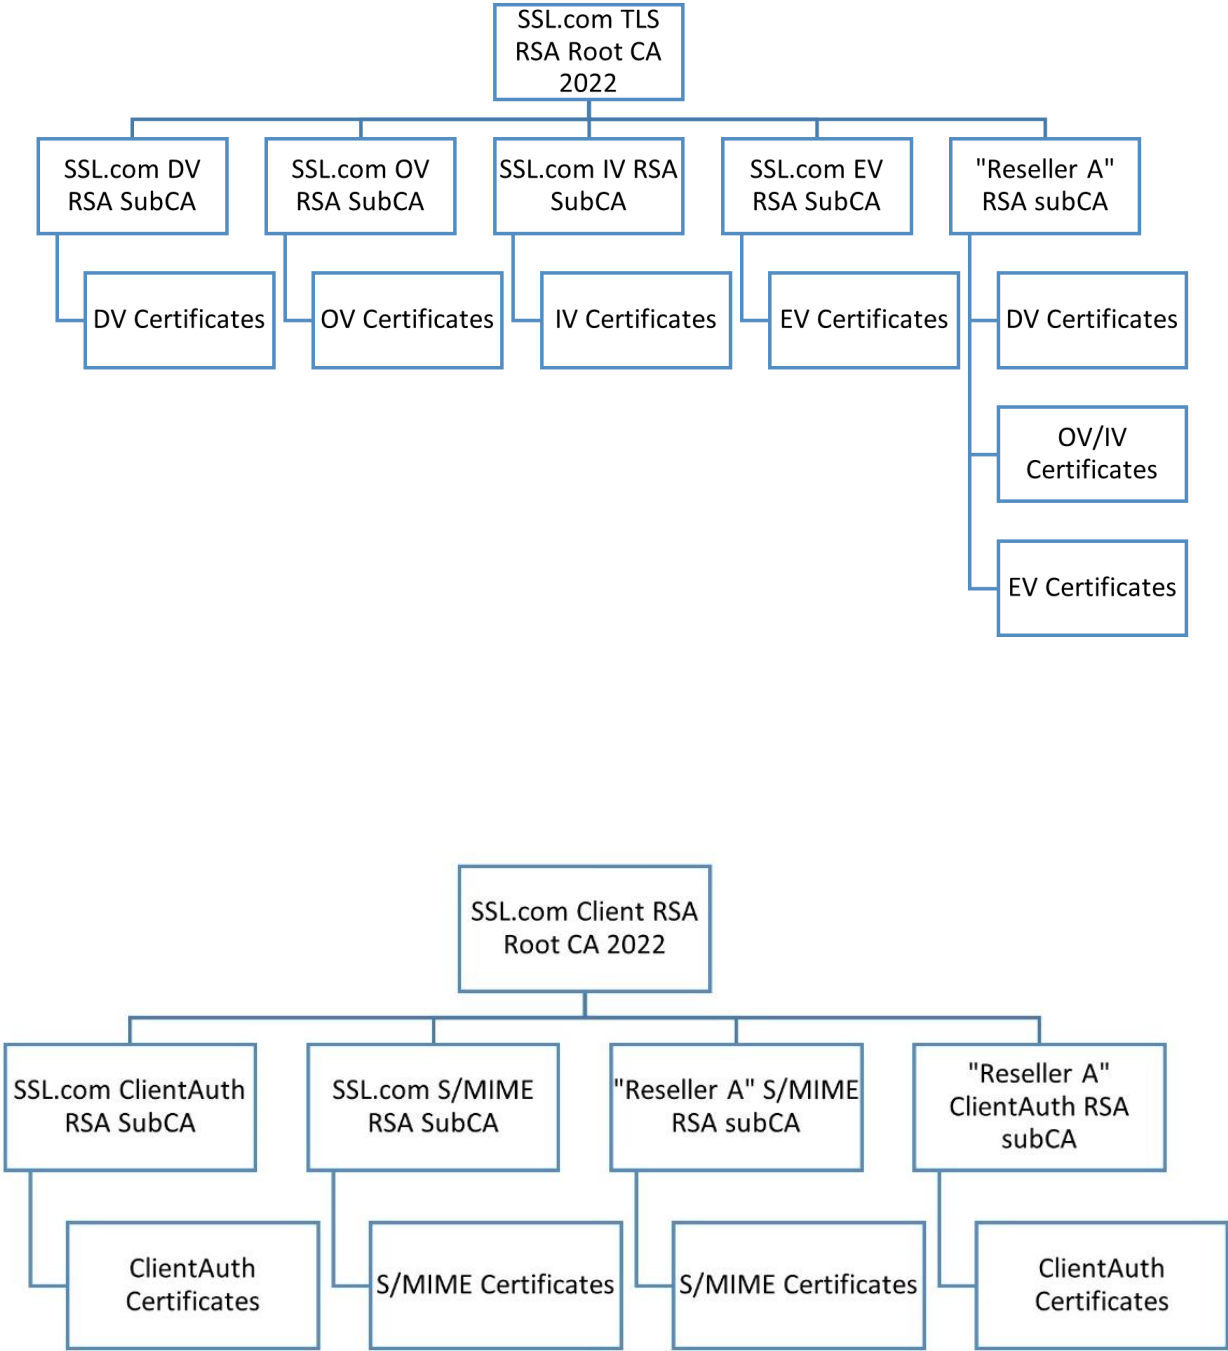 SSL.com TLS
RSA Root CA
2022
SSL.com DV
RSA SubCA
SSL.com OV
RSA SubCA
SSL.com IV RSA
SubCA
SSL.com EV
RSA SubCA
"Reseller A"
RSA subCA
DV Certificates
OV Certificates
IV Certificates
EV Certificates
DV Certificates
OV/IV
Certificates
EV Certificates
SSL.com Client RSA
Root CA 2022
SSL.com ClientAuth
RSA SubCA
SSL.com S/MIME
RSA SubCA
"Reseller A" S/MIME
RSA subCA
"Reseller A"
ClientAuth RSA
subCA
ClientAuth
Certificates
S/MIME Certificates
S/MIME Certificates
ClientAuth
Certificates